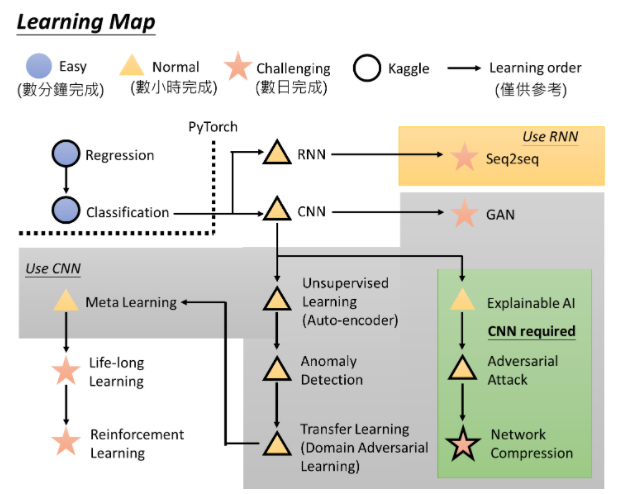 Learning Map
Easy
(數分鐘完成)
Normal
(數小時完成)
Challenging
(數日完成)
Kaggle
Learning order
(僅供參考)
PyTorch
Regression
Classification
RNN
CNN
Use RNN
Seq2seq
GAN
Use CNN
Meta Learning
Life-long
Learning
Reinforcement
Learning
Unsupervised
Learning
(Auto-encoder)
Anomaly
Detection
Transfer Learning
(Domain Adversarial
Learning)
Explainable AI
CNN required
Adversarial
Attack
Network
Compression